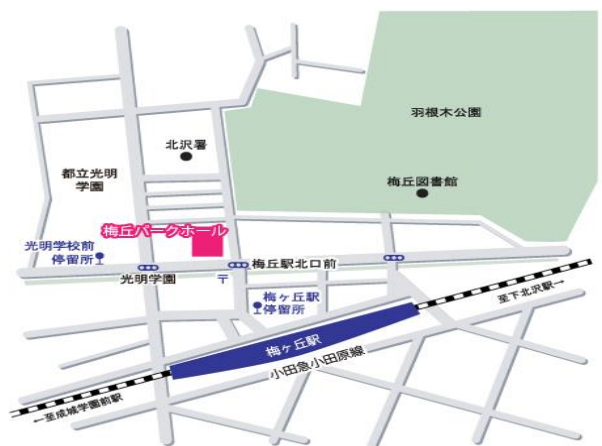 羽根木公園
北沢署
都立光明
学園
梅丘図書館
梅丘パークホール
光明学校前
停留所
光明学園
〒
梅丘駅北口前
梅ヶ丘駅
停留所
至下北沢駅→
梅ヶ丘駅
小田急小田原線
←至成城学園前駅